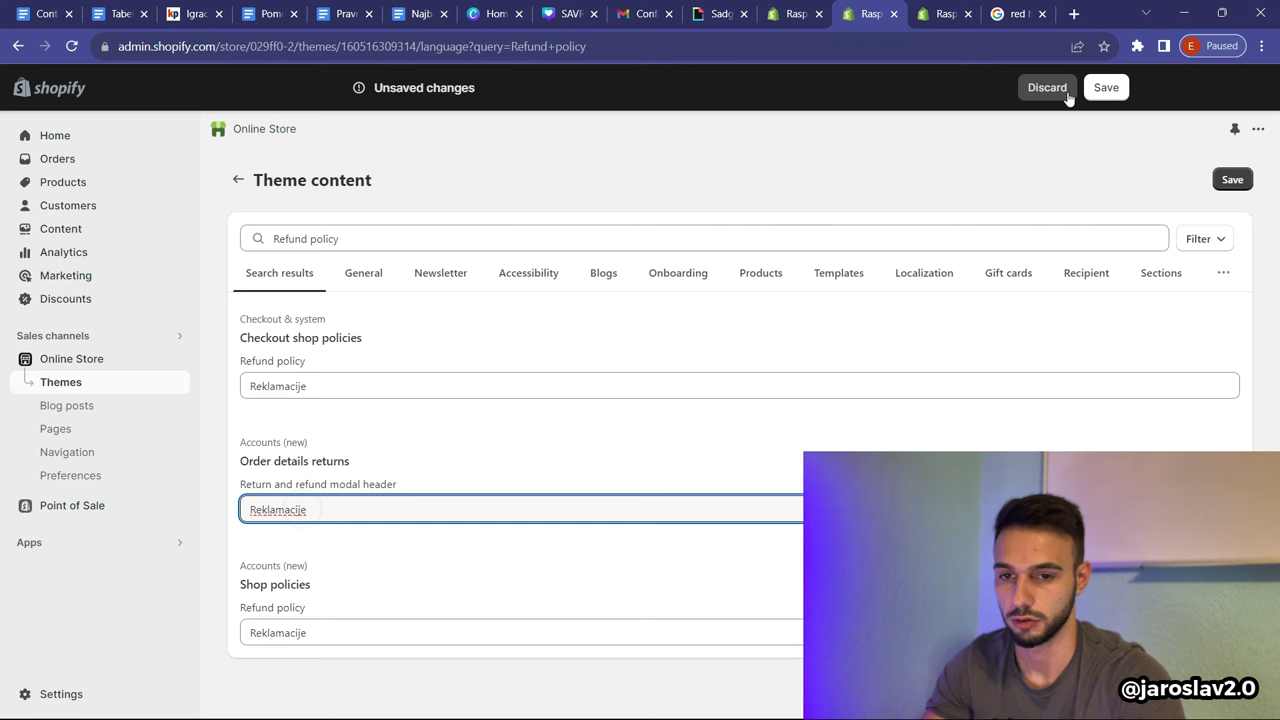 Cont
Tabel
Igrac
Pomo
Praw
Najb
Hom
SAVR
Confi
Sadg
Rasp
Rasp
Rasp
red h
admin.shopify.com/store/029ff0-2/themes/160516309314/language?query=Refund+policy
E Paused
shopify
Unsaved changes
Discard
Save
Home
Orders
Products
Customers
Content
Analytics
Marketing
Discounts
Sales channels
Online Store
Themes
Blog posts
Pages
Navigation
Preferences
Point of Sale
Apps
Settings
Online Store
Theme content
Save
Refund policy
Filter
Search results General Newsletter Accessibility Blogs Onboarding Products Templates Localization Gift cards Recipient Sections
Checkout & system
Checkout shop policies
Refund policy
Reklamacije
Accounts (new)
Order details returns
Return and refund modal header
Reklamacije
Accounts (new)
Shop policies
Refund policy
Reklamacije
@jaroslav2.0